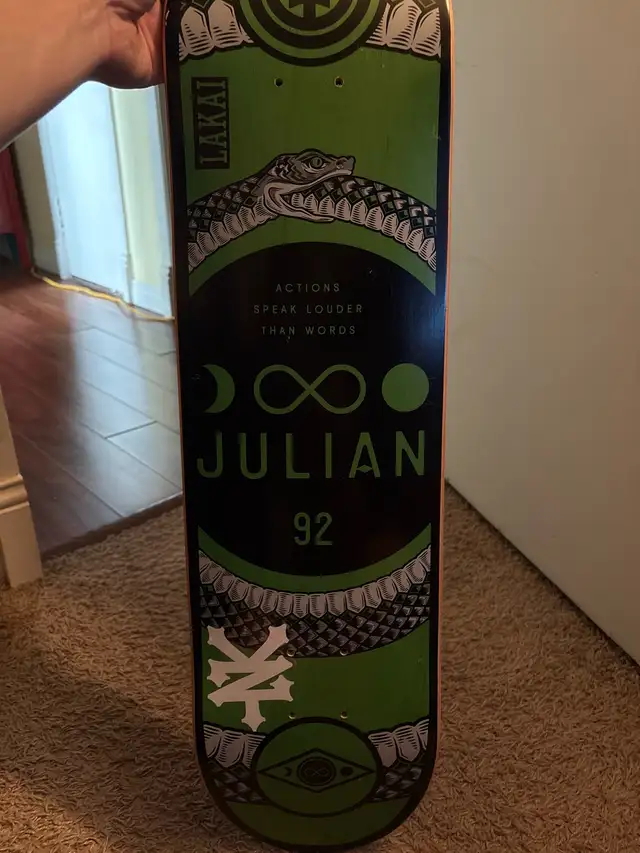 LAKAI
ACTIONS
SPEAK LOUDER
THAN WORDS
JULIAN
92